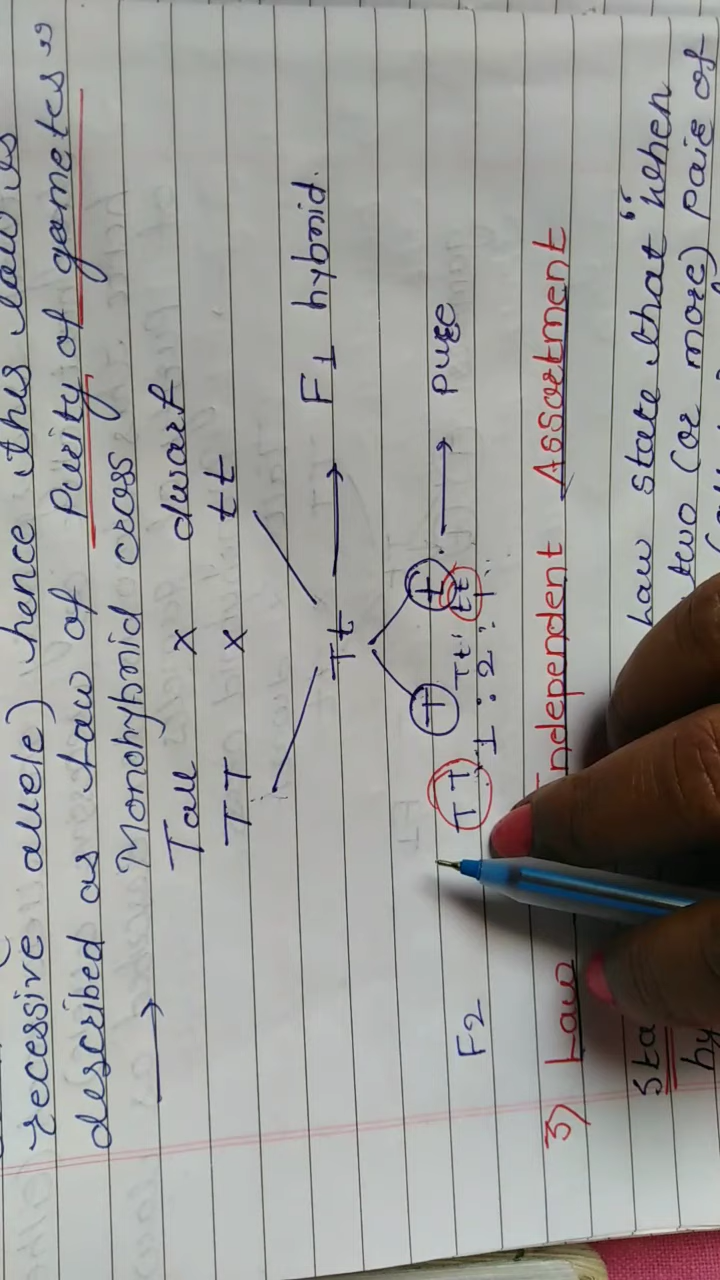 recessive allele) hence this law is
described as Law of Purity of gametes"
→ Monohybrid cross
Tall x dwarf
TT x tt
Tt → F1 hybrid.
T t → pure
F2 TT Tt tt
1 : 2 : 1
3) Law Independent Assortment
Law state that "when
by two (or more) pair of